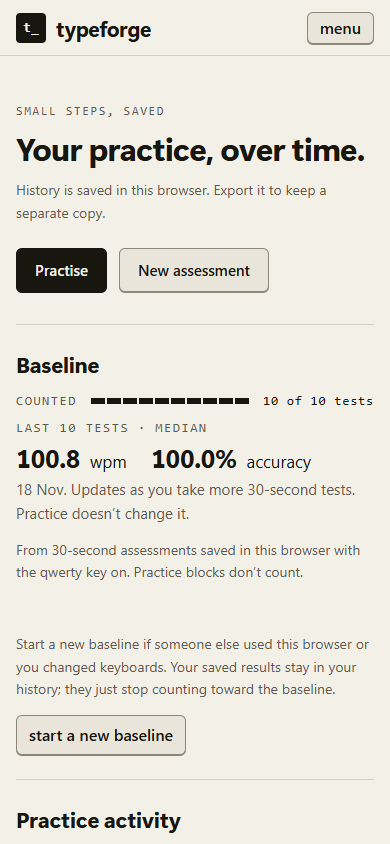 t_ typeforge menu
SMALL STEPS, SAVED
Your practice, over time.
History is saved in this browser. Export it to keep a
separate copy.
Practise New assessment
Baseline
COUNTED 10 of 10 tests
LAST 10 TESTS · MEDIAN
100.8 wpm 100.0% accuracy
18 Nov. Updates as you take more 30-second tests.
Practice doesn’t change it.
From 30-second assessments saved in this browser with
the qwerty key on. Practice blocks don’t count.
Start a new baseline if someone else used this browser or
you changed keyboards. Your saved results stay in your
history; they just stop counting toward the baseline.
start a new baseline
Practice activity